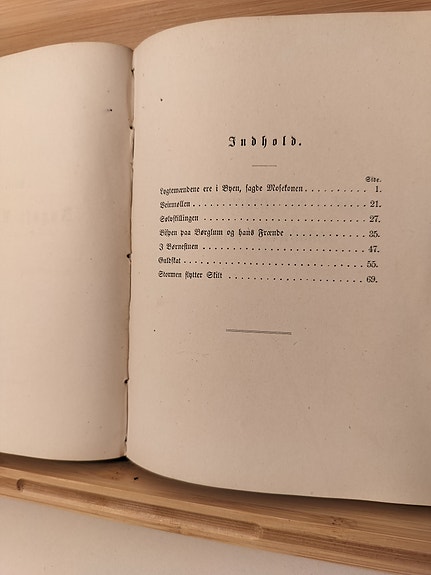 Indhold.
Side.
Lygtemændene ere i Byen, sagde Mosekonen . . . . . . . . . . 1.
Veirmøllen . . . . . . . . . . . . . . . . . . . . . . . . . . . 21.
Sølvskillingen . . . . . . . . . . . . . . . . . . . . . . . . . . 27.
Bispen paa Børglum og hans Frænde . . . . . . . . . . . . . 35.
I Børnestuen . . . . . . . . . . . . . . . . . . . . . . . . . . 47.
Guldskat . . . . . . . . . . . . . . . . . . . . . . . . . . . . 55.
Stormen flytter Skilt . . . . . . . . . . . . . . . . . . . . . . 69.